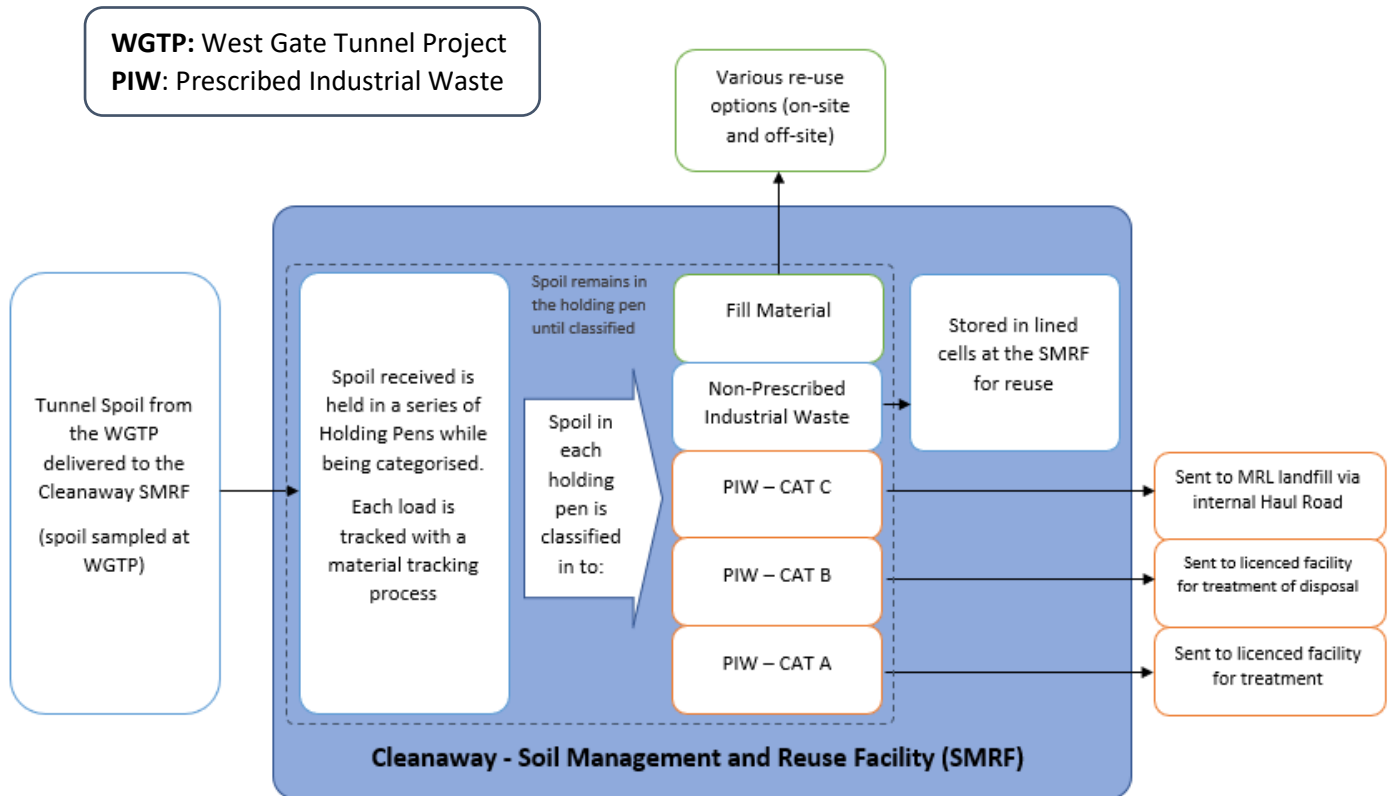 WGTP: West Gate Tunnel Project
PIW: Prescribed Industrial Waste
Various re-use
options (on-site
and off-site)
Tunnel Spoil from
the WGTP
delivered to the
Cleanaway SMRF
(spoil sampled at
WGTP)
Spoil received is
held in a series of
Holding Pens while
being categorised.
Each load is
tracked with a
material tracking
process
Spoil remains in
the holding pen
until classified
Spoil in
each
holding
pen is
classified
in to:
Fill Material
Non-Prescribed
Industrial Waste
PIW – CAT C
PIW – CAT B
PIW – CAT A
Stored in lined
cells at the SMRF
for reuse
Sent to MRL landfill via
internal Haul Road
Sent to licenced facility
for treatment of disposal
Sent to licenced facility
for treatment
Cleanaway - Soil Management and Reuse Facility (SMRF)